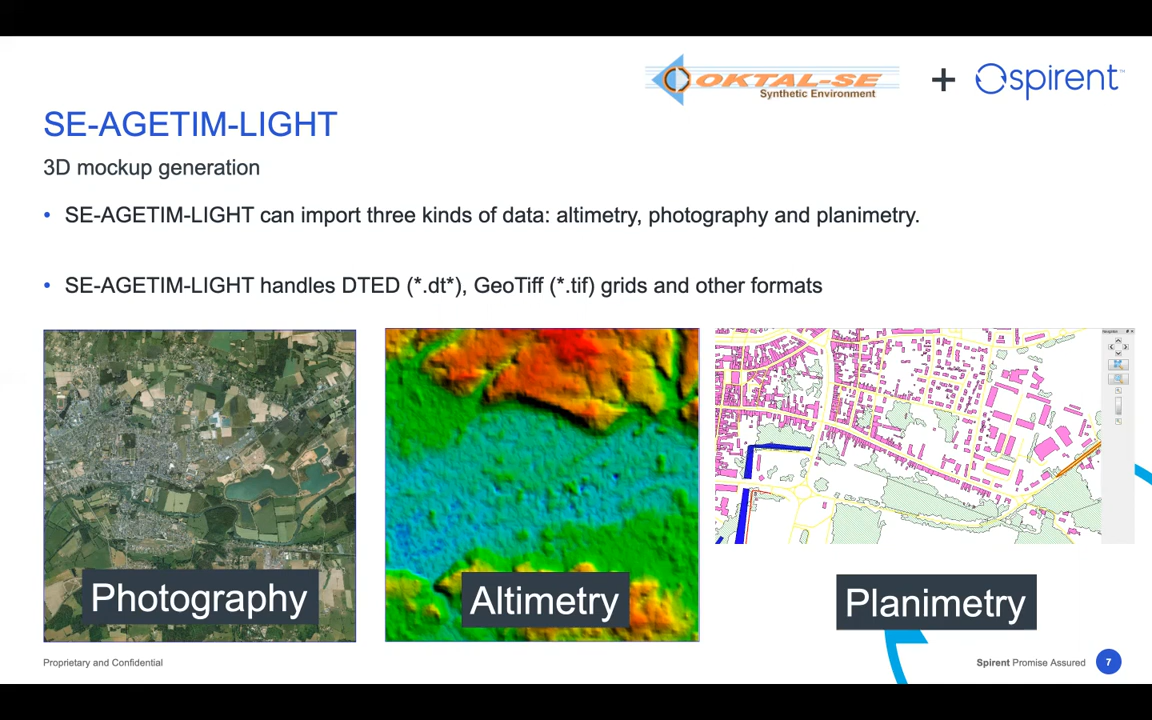 OKTAL-SE
Synthetic Environment
+
spirent™
SE-AGETIM-LIGHT
3D mockup generation
• SE-AGETIM-LIGHT can import three kinds of data: altimetry, photography and planimetry.
• SE-AGETIM-LIGHT handles DTED (*.dt*), GeoTiff (*.tif) grids and other formats
Photography
Altimetry
Planimetry
Proprietary and Confidential
Spirent Promise Assured
7